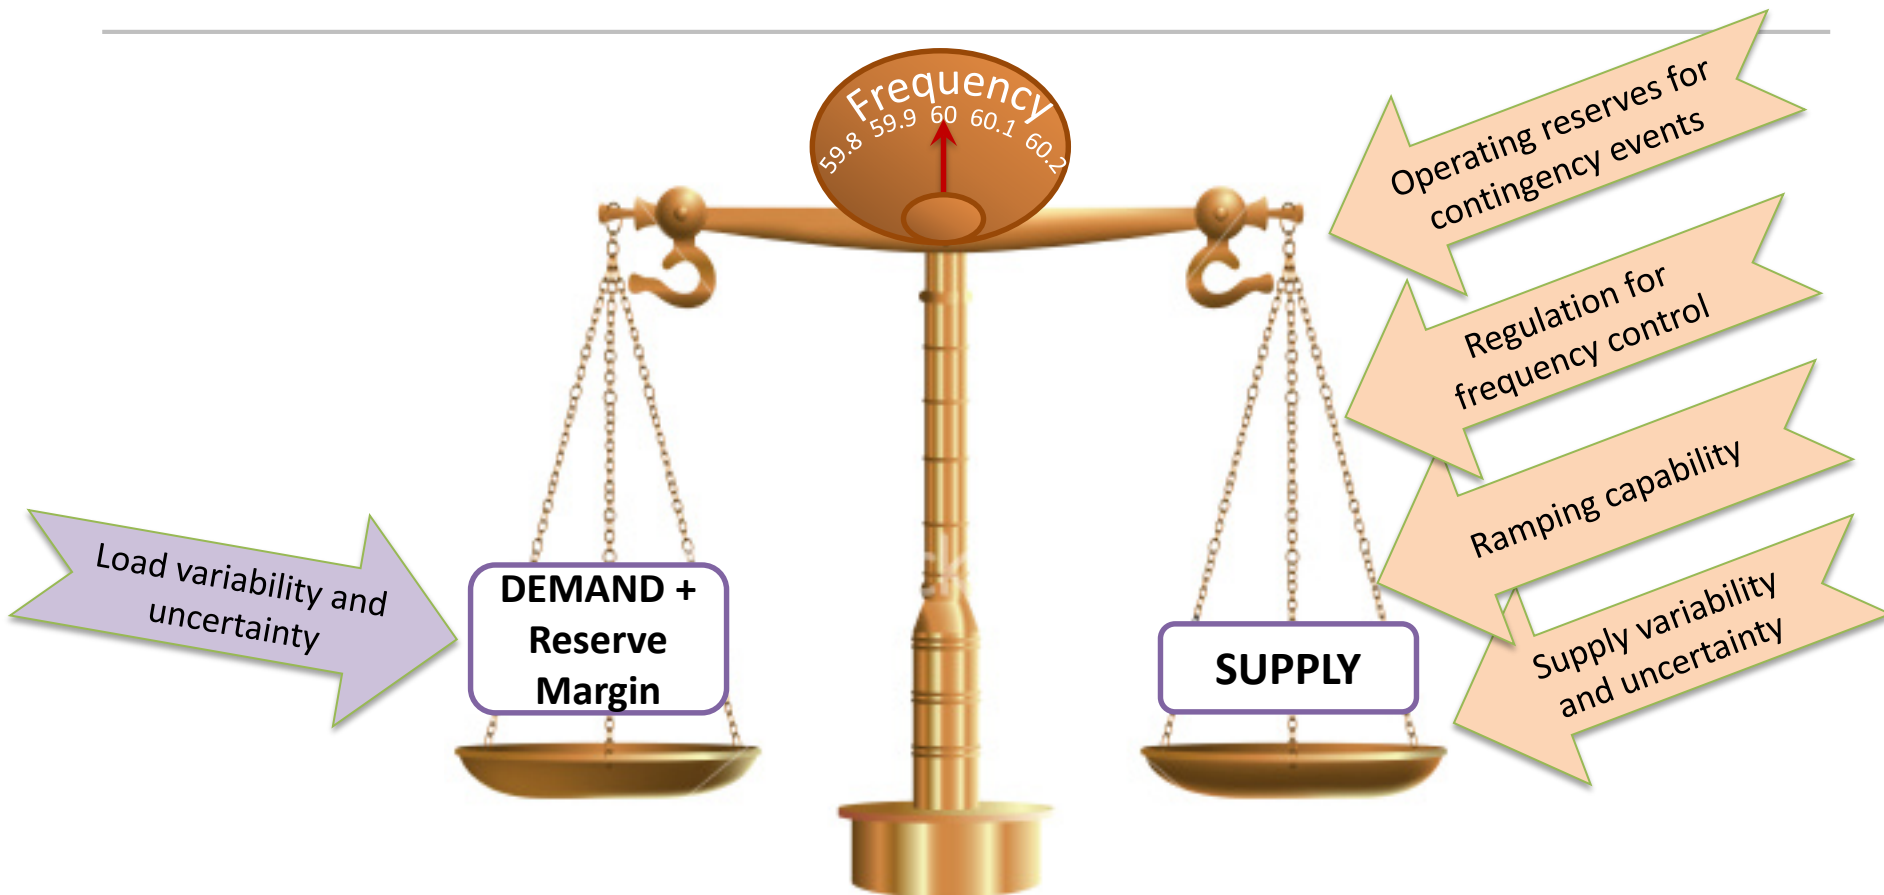 Frequency
59.8 59.9 60 60.1 60.2
Operating reserves for
contingency events
Regulation for
frequency control
Ramping capability
Supply variability
and uncertainty
Load variability and
uncertainty
DEMAND +
Reserve
Margin
SUPPLY